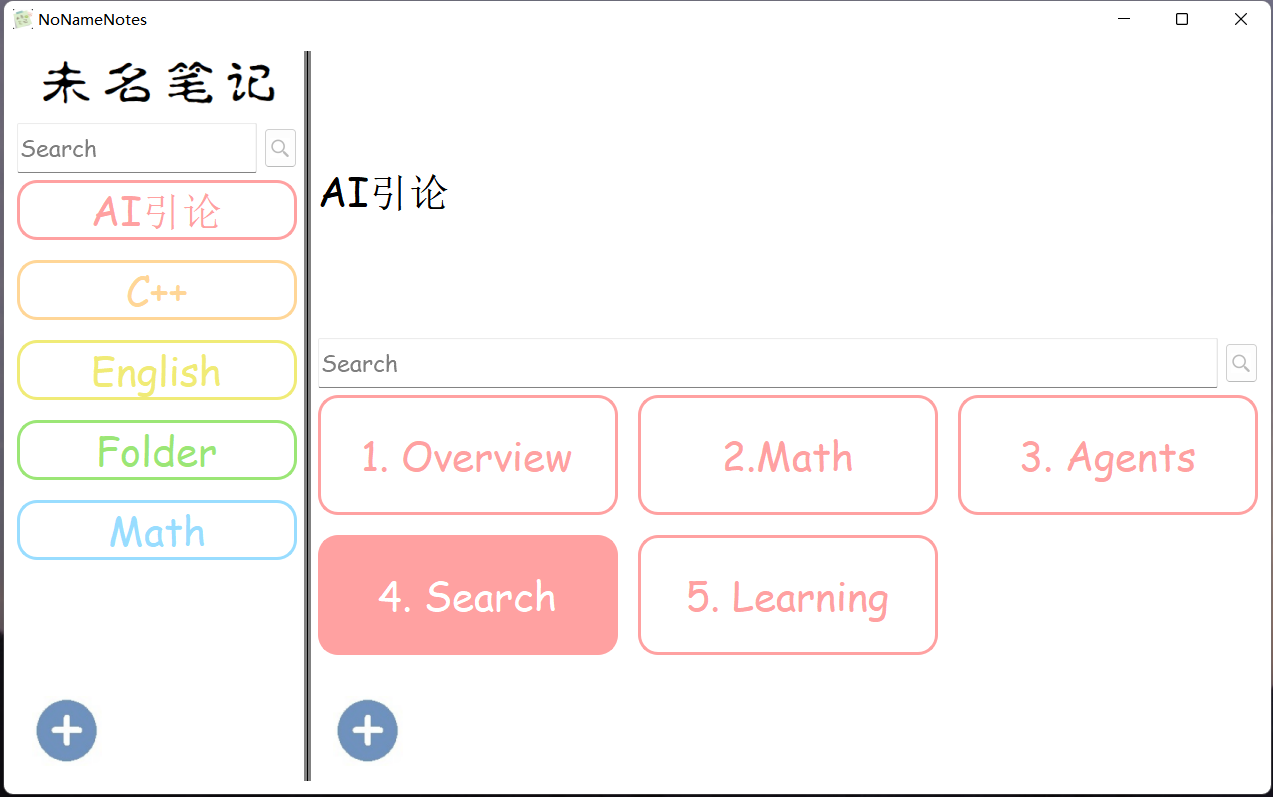 NoNameNotes
未名笔记
Search
AI引论
C++
English
Folder
Math
AI引论
Search
1. Overview
2.Math
3. Agents
4. Search
5. Learning